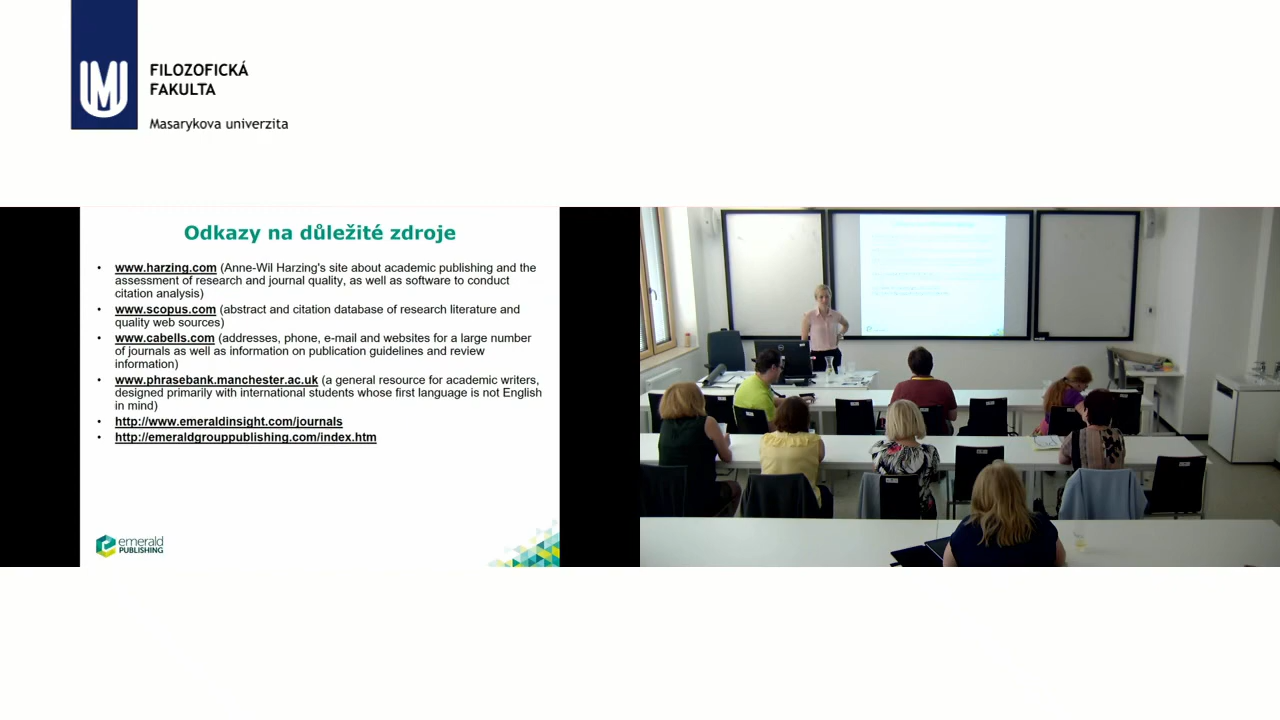 FILOZOFICKÁ
FAKULTA
Masarykova univerzita
Odkazy na důležité zdroje
• www.harzing.com (Anne-Wil Harzing's site about academic publishing and the
assessment of research and journal quality, as well as software to conduct
citation analysis)
• www.scopus.com (abstract and citation database of research literature and
quality web sources)
• www.cabells.com (addresses, phone, e-mail and websites for a large number
of journals as well as information on publication guidelines and review
information)
• www.phrasebank.manchester.ac.uk (a general resource for academic writers,
designed primarily with international students whose first language is not English
in mind)
• http://www.emeraldinsight.com/journals
• http://emeraldgrouppublishing.com/index.htm
emerald
PUBLISHING